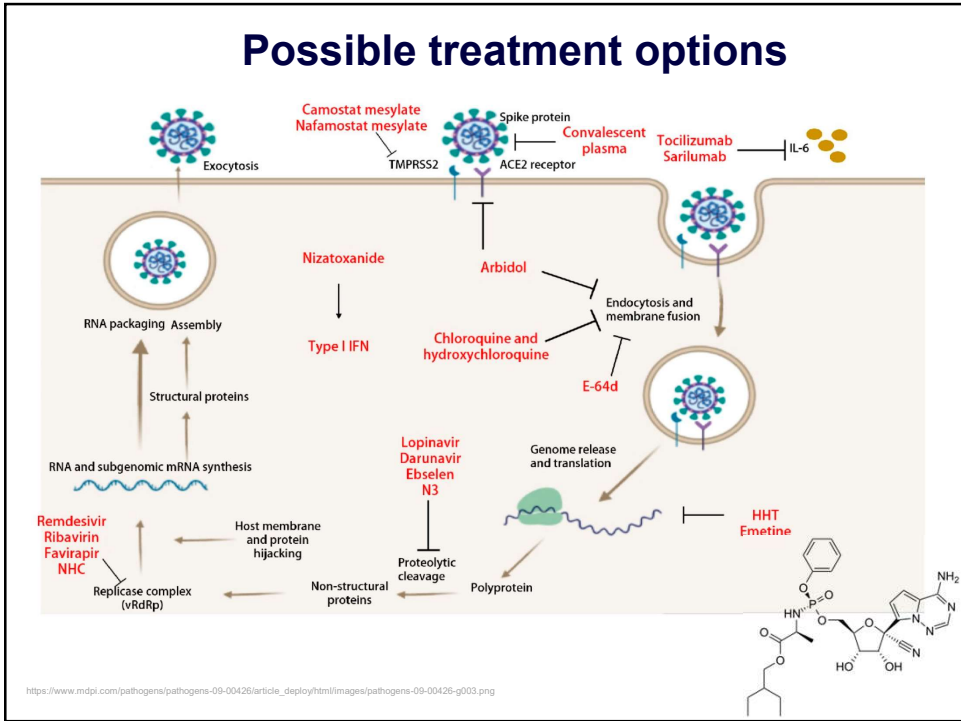 Possible treatment options
Camostat mesylate
Nafamostat mesylate
TMPRSS2
Spike protein
ACE2 receptor
Convalescent
plasma
Tocilizumab
Sarilumab
IL-6
Exocytosis
Nizatoxanide
Type I IFN
Arbidol
Endocytosis and
membrane fusion
Chloroquine and
hydroxychloroquine
E-64d
RNA packaging
Assembly
Structural proteins
RNA and subgenomic mRNA synthesis
Lopinavir
Darunavir
Ebselen
N3
Genome release
and translation
HHT
Emetine
Remdesivir
Ribavirin
Favirapir
NHC
Host membrane
and protein
hijacking
Proteolytic
cleavage
Replicase complex
(vRdRp)
Non-structural
proteins
Polyprotein
NH2
O
P
O
HN
O
O
N
N
N
O
O
N
HO
OH
https://www.mdpi.com/pathogens/pathogens-09-00426/article_deploy/html/images/pathogens-09-00426-g003.png